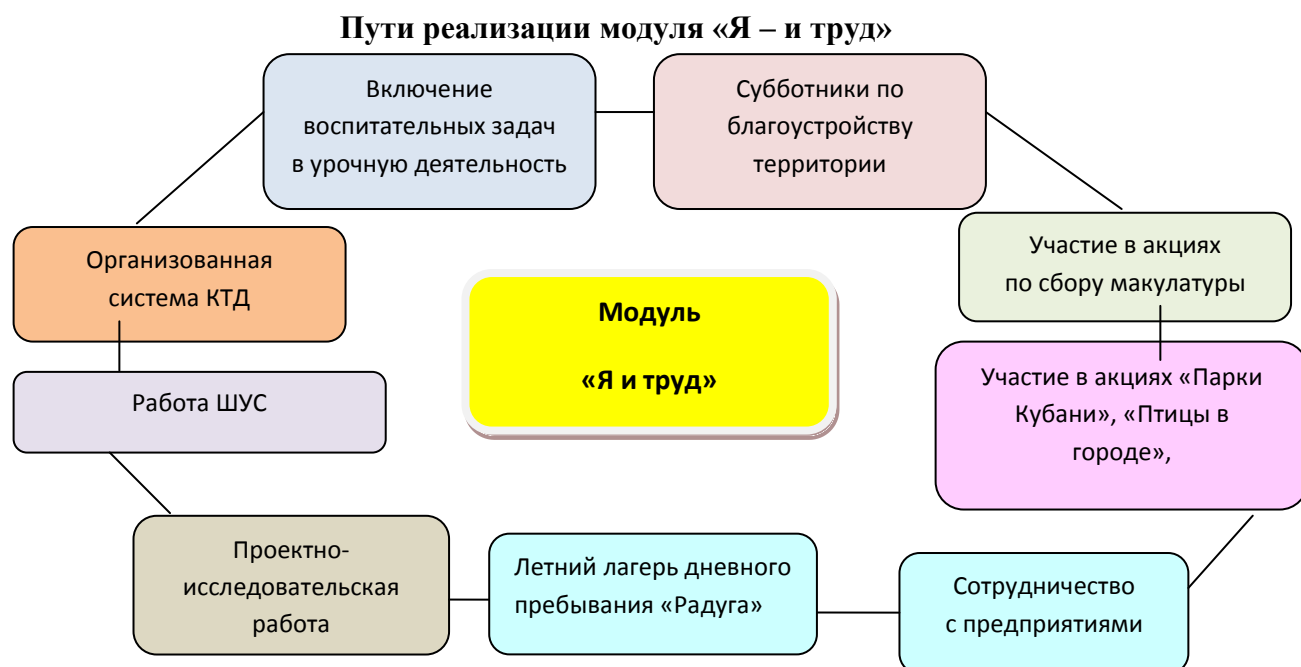 Пути реализации модуля «Я – и труд»
Включение
воспитательных задач
в урочную деятельность
Субботники по
благоустройству
территории
Организованная
система КТД
Участие в акциях
по сбору макулатуры
Модуль
«Я и труд»
Работа ШУС
Участие в акциях «Парки
Кубани», «Птицы в
городе»,
Проектно-
исследовательская
работа
Летний лагерь дневного
пребывания «Радуга»
Сотрудничество
с предприятиями